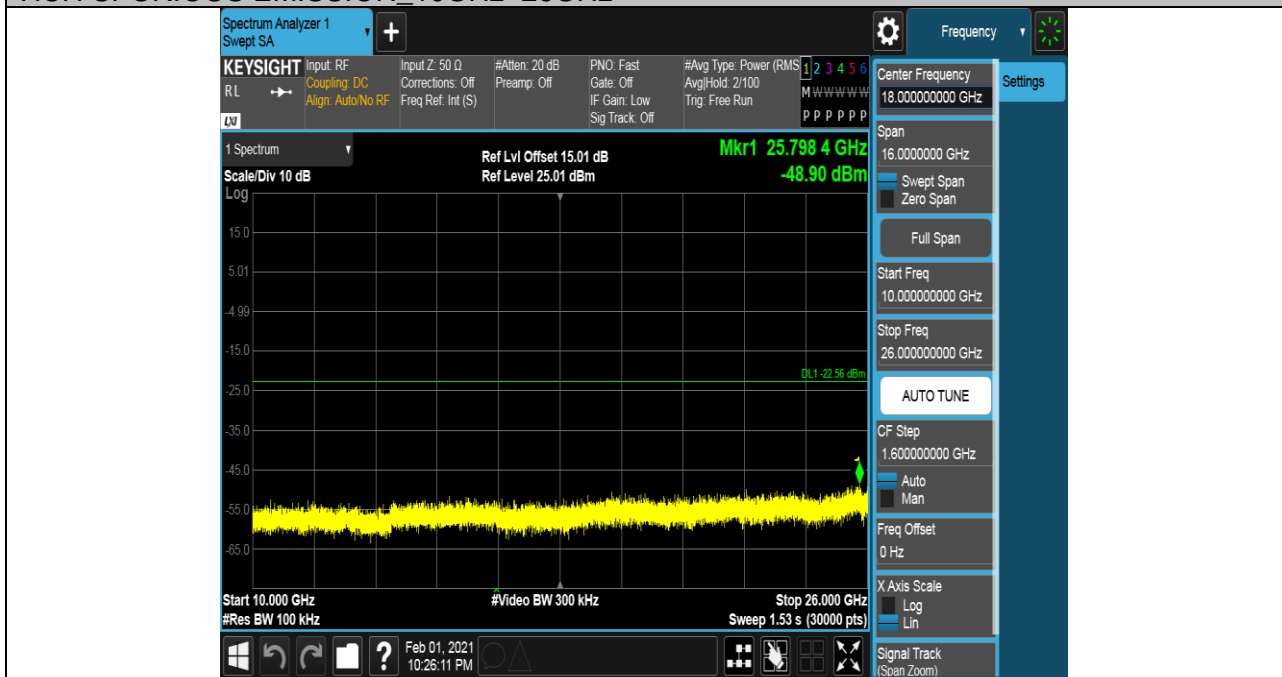 Spectrum Analyzer 1
Swept SA
Frequency
KEYSIGHT
RL
LXI
Input: RF
Coupling: DC
Align: Auto/No RF
Input Z: 50 Ω
Corrections: Off
Freq Ref: Int (S)
#Atten: 20 dB
Preamp: Off
PNO: Fast
Gate: Off
IF Gain: Low
Sig Track: Off
#Avg Type: Power (RMS
Avg|Hold: 2/100
Trig: Free Run
1 2 3 4 5 6
M W W W W W
P P P P P P
1 Spectrum
Scale/Div 10 dB
Log
Ref Lvl Offset 15.01 dB
Ref Level 25.01 dBm
Mkr1 25.798 4 GHz
-48.90 dBm
15.0
5.01
-4.99
-15.0
DL1 -22.56 dBm
-25.0
-35.0
-45.0
1
-55.0
-65.0
Start 10.000 GHz
#Res BW 100 kHz
#Video BW 300 kHz
Stop 26.000 GHz
Sweep 1.53 s (30000 pts)
Feb 01, 2021
10:26:11 PM
Center Frequency
18.000000000 GHz
Settings
Span
16.0000000 GHz
Swept Span
Zero Span
Full Span
Start Freq
10.000000000 GHz
Stop Freq
26.000000000 GHz
AUTO TUNE
CF Step
1.600000000 GHz
Auto
Man
Freq Offset
0 Hz
X Axis Scale
Log
Lin
Signal Track
(Span Zoom)